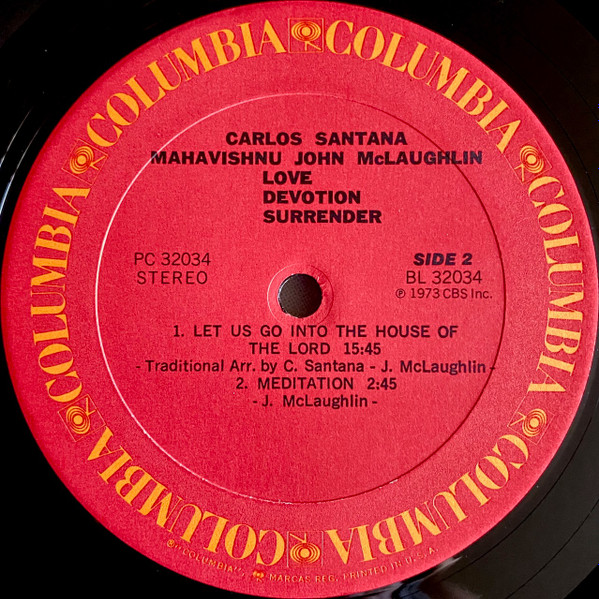 COLUMBIA COLUMBIA COLUMBIA COLUMBIA COLUMBIA COLUMBIA
CARLOS SANTANA
MAHAVISHNU JOHN McLAUGHLIN
LOVE
DEVOTION
SURRENDER
PC 32034
STEREO
SIDE 2
BL 32034
Ⓟ 1973 CBS Inc.
1. LET US GO INTO THE HOUSE OF
THE LORD 15:45
- Traditional Arr. by C. Santana - J. McLaughlin -
2. MEDITATION 2:45
- J. McLaughlin -
® "COLUMBIA", MARCAS REG. PRINTED IN U.S.A.